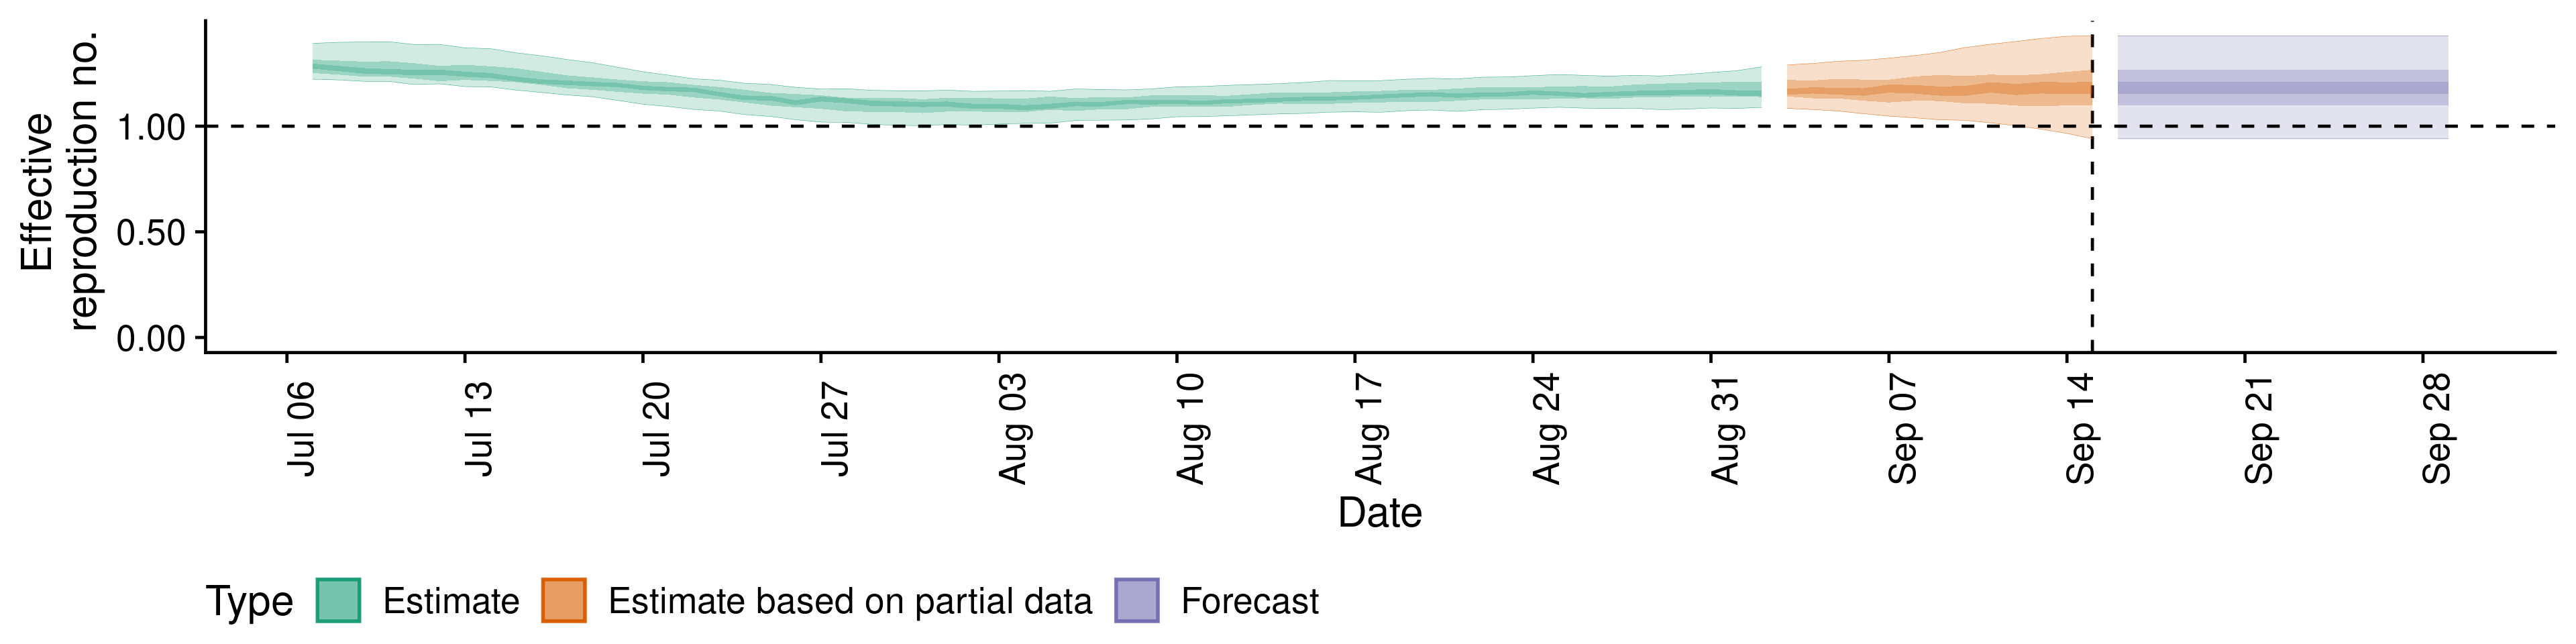 Effective
reproduction no.
1.00
0.50
0.00
Jul 06
Jul 13
Jul 20
Jul 27
Aug 03
Aug 10
Aug 17
Aug 24
Aug 31
Sep 07
Sep 14
Sep 21
Sep 28
Date
Type Estimate Estimate based on partial data Forecast